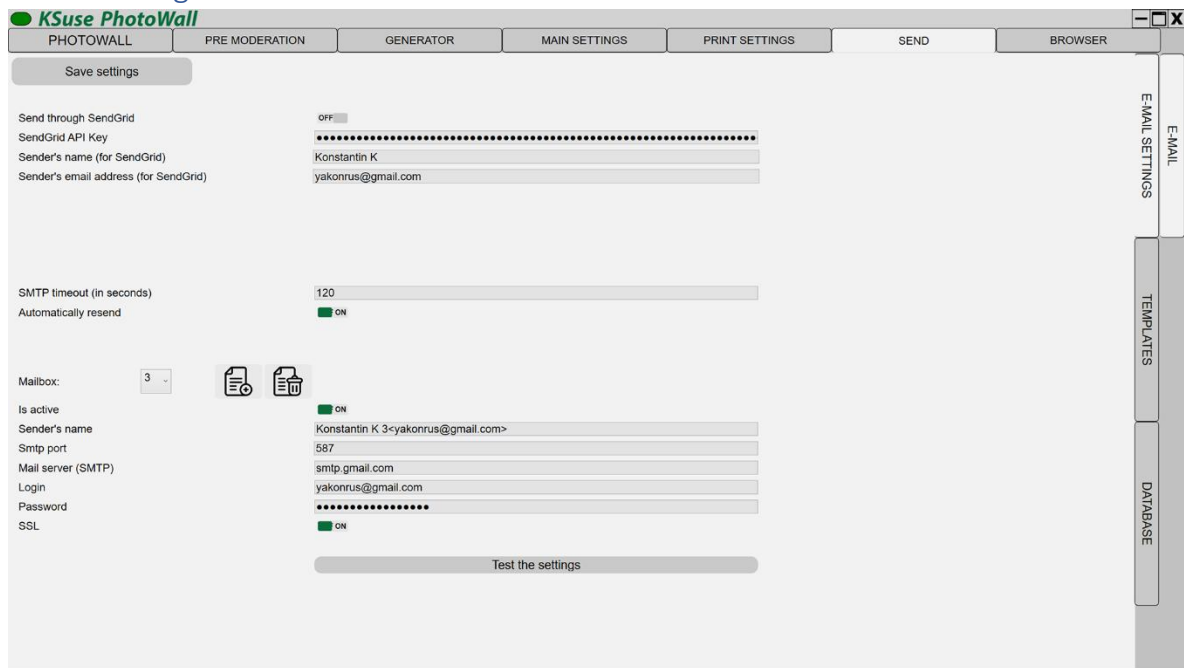 KSuse PhotoWall
PHOTOWALL PRE MODERATION GENERATOR MAIN SETTINGS PRINT SETTINGS SEND BROWSER
Save settings
Send through SendGrid OFF
SendGrid API Key
Sender's name (for SendGrid) Konstantin K
Sender's email address (for SendGrid) yakonrus@gmail.com
SMTP timeout (in seconds) 120
Automatically resend ON
Mailbox: 3
Is active ON
Sender's name Konstantin K 3<yakonrus@gmail.com>
Smtp port 587
Mail server (SMTP) smtp.gmail.com
Login yakonrus@gmail.com
Password
SSL ON
Test the settings
E-MAIL SETTINGS
TEMPLATES
DATABASE
E-MAIL